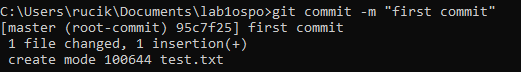 C:\Users\rucik\Documents\lab1ospo>git commit -m "first commit"
[master (root-commit) 95c7f25] first commit
 1 file changed, 1 insertion(+)
 create mode 100644 test.txt